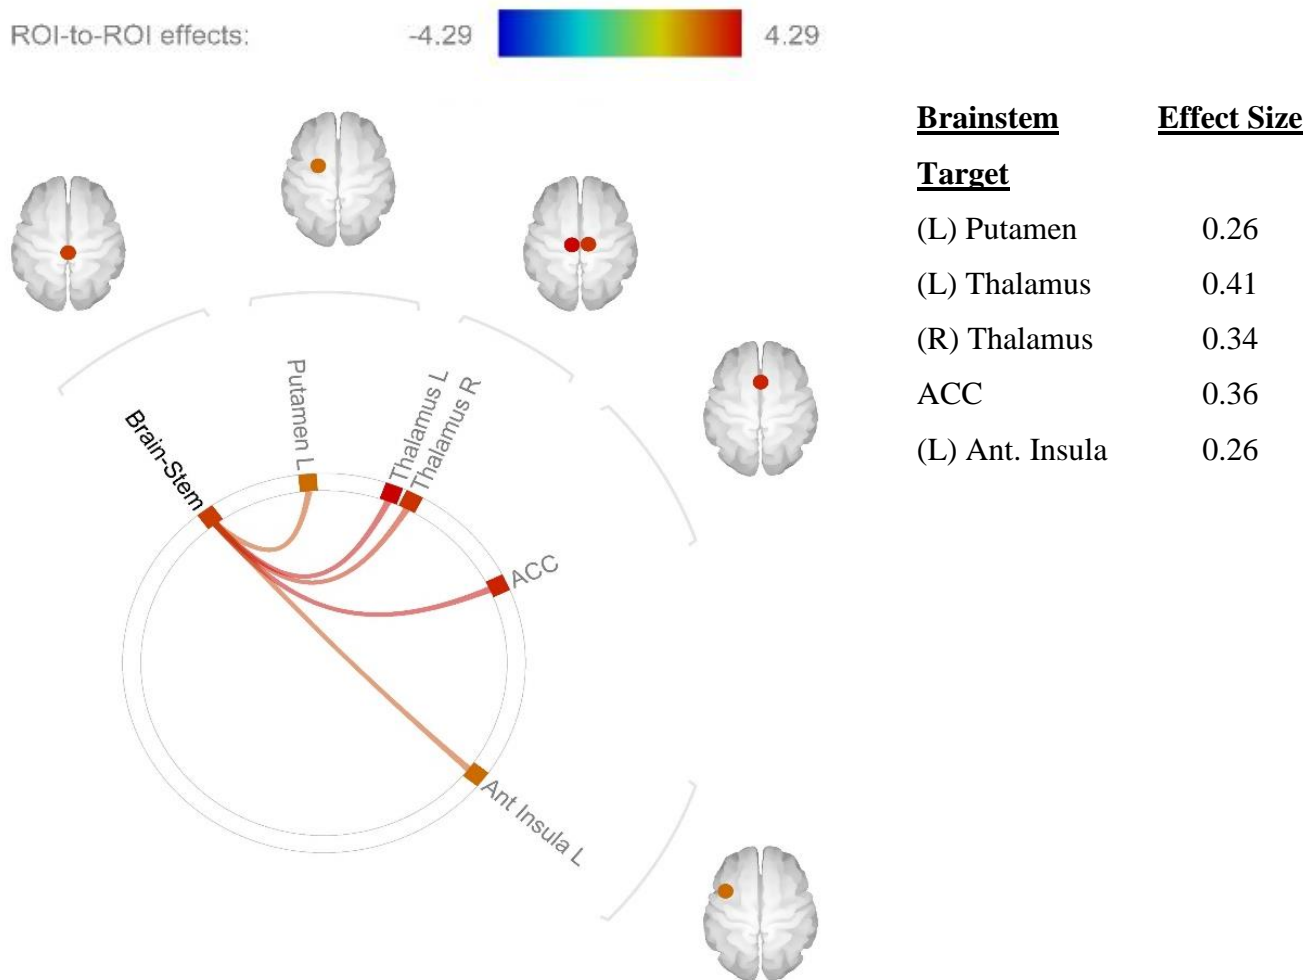 ROI-to-ROI effects: -4.29 4.29
Brainstem Effect Size
Target
(L) Putamen 0.26
(L) Thalamus 0.41
(R) Thalamus 0.34
ACC 0.36
(L) Ant. Insula 0.26
Brain-Stem
Putamen L
Thalamus L
Thalamus R
ACC
Ant Insula L